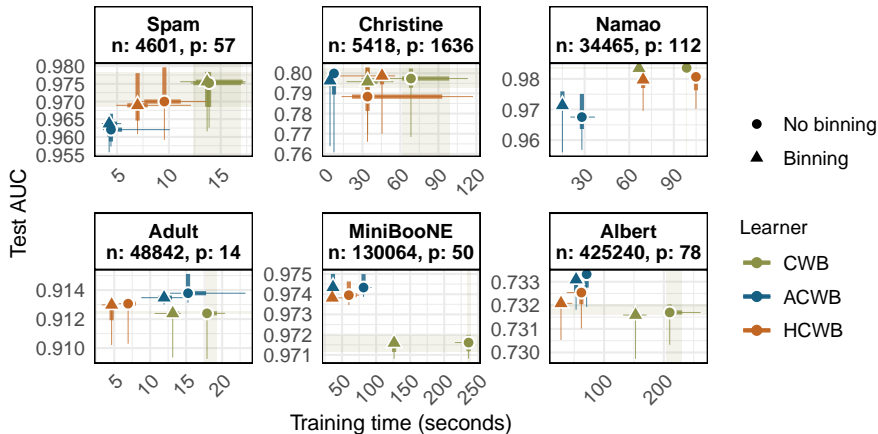 Spam
n: 4601, p: 57
Christine
n: 5418, p: 1636
Namao
n: 34465, p: 112
0.980
0.975
0.970
0.965
0.960
0.955
0.80
0.79
0.78
0.77
0.76
0.98
0.97
0.96
5
10
15
0
30
60
90
120
30
60
90
No binning
Binning
Test AUC
Adult
n: 48842, p: 14
MiniBooNE
n: 130064, p: 50
Albert
n: 425240, p: 78
0.914
0.912
0.910
0.975
0.974
0.973
0.972
0.971
0.733
0.732
0.731
0.730
5
10
15
20
50
100
150
200
250
100
200
Learner
CWB
ACWB
HCWB
Training time (seconds)